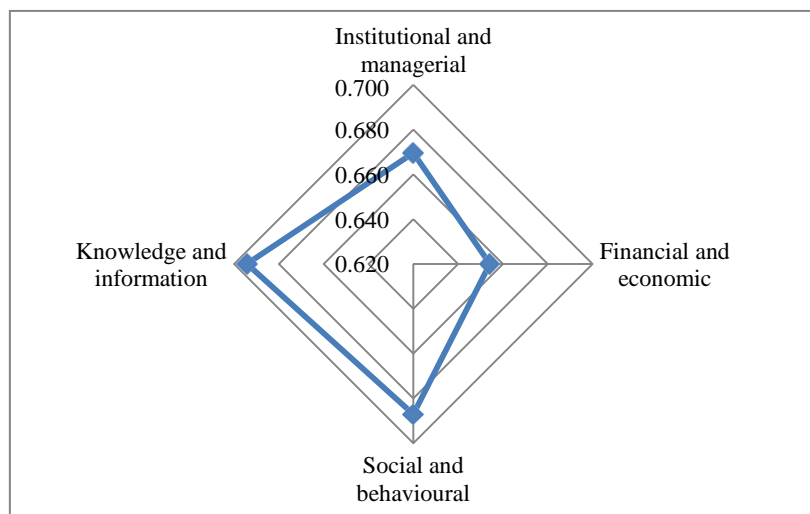 Institutional and
managerial
0.700
0.680
0.660
0.640
0.620
Knowledge and
information
Financial and
economic
Social and
behavioural